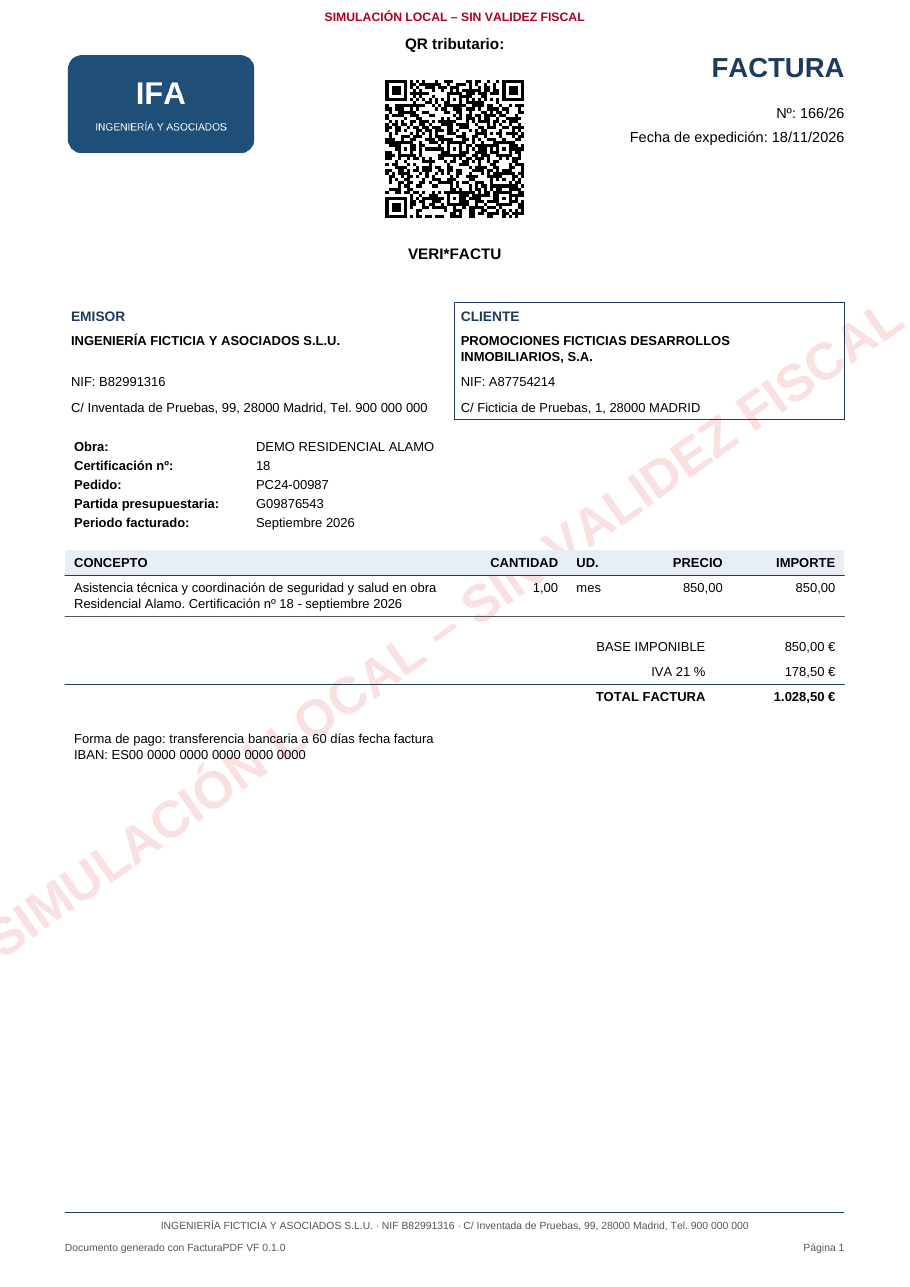 SIMULACIÓN LOCAL – SIN VALIDEZ FISCAL
QR tributario:
IFA
INGENIERÍA Y ASOCIADOS
FACTURA
Nº: 166/26
Fecha de expedición: 18/11/2026
VERI*FACTU
EMISOR
INGENIERÍA FICTICIA Y ASOCIADOS S.L.U.
NIF: B82991316
C/ Inventada de Pruebas, 99, 28000 Madrid, Tel. 900 000 000
CLIENTE
PROMOCIONES FICTICIAS DESARROLLOS
INMOBILIARIOS, S.A.
NIF: A87754214
C/ Ficticia de Pruebas, 1, 28000 MADRID
Obra: DEMO RESIDENCIAL ALAMO
Certificación nº: 18
Pedido: PC24-00987
Partida presupuestaria: G09876543
Periodo facturado: Septiembre 2026
CONCEPTO CANTIDAD UD. PRECIO IMPORTE
Asistencia técnica y coordinación de seguridad y salud en obra 1,00 mes 850,00 850,00
Residencial Alamo. Certificación nº 18 - septiembre 2026
BASE IMPONIBLE 850,00 €
IVA 21 % 178,50 €
TOTAL FACTURA 1.028,50 €
Forma de pago: transferencia bancaria a 60 días fecha factura
IBAN: ES00 0000 0000 0000 0000 0000
SIMULACIÓN LOCAL – SIN VALIDEZ FISCAL
INGENIERÍA FICTICIA Y ASOCIADOS S.L.U. · NIF B82991316 · C/ Inventada de Pruebas, 99, 28000 Madrid, Tel. 900 000 000
Documento generado con FacturaPDF VF 0.1.0 Página 1